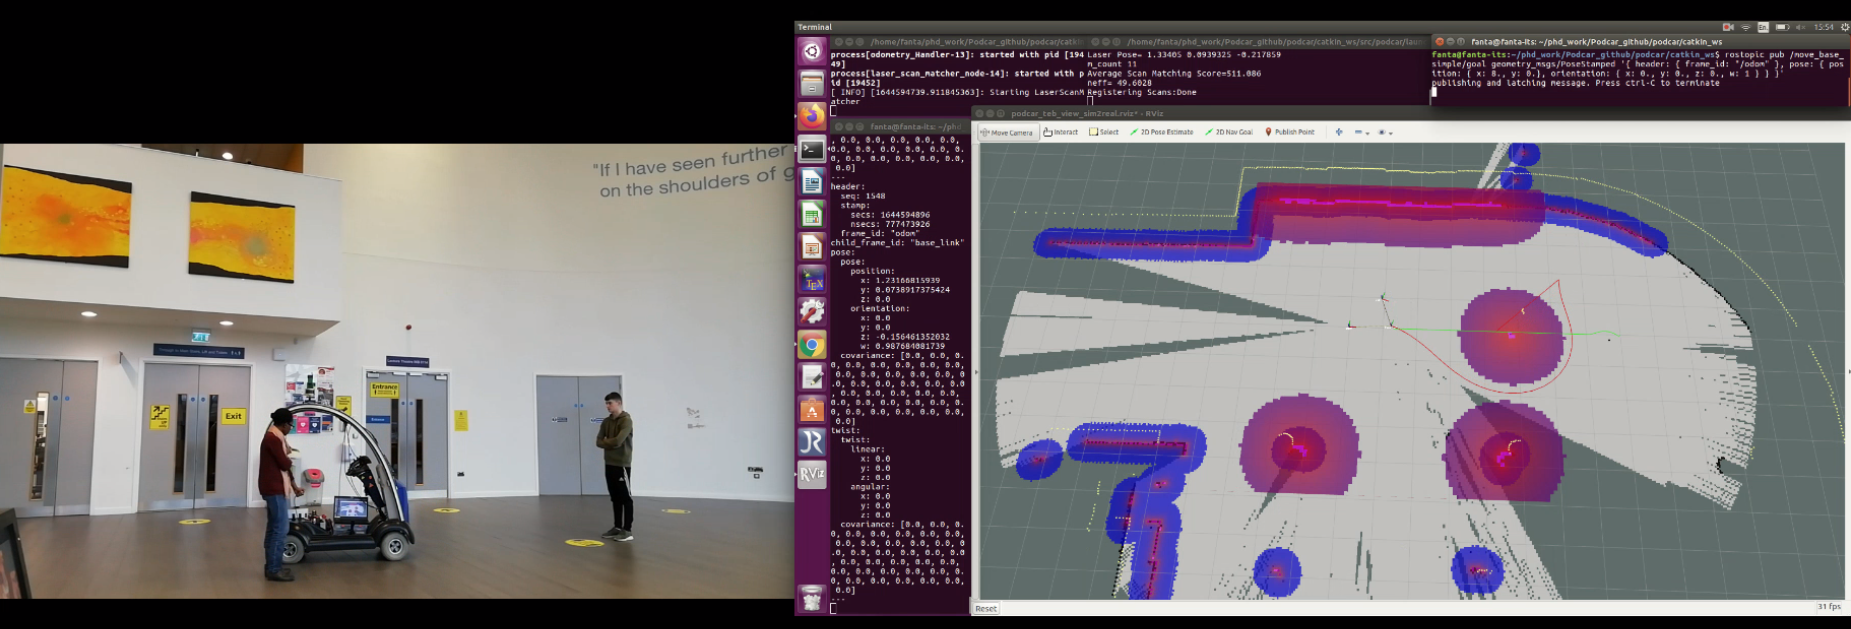 "If I have seen further
on the shoulders of g
Exit
Entrance
Terminal
15:54
/home/fanta/phd_work/Podcar_github/podcar/catki
process[odometry_Handler-13]: started with pid [194
49]
process[laser_scan_matcher_node-14]: started with p
id [19452]
[ INFO] [1644594739.911845363]: Starting LaserScanM
atcher
/home/fanta/phd_work/Podcar_github/podcar/catkin_ws/src/podcar/lau
Laser Pose= 1.33405 0.0939325 -0.217859
m_count 11
Average Scan Matching Score=511.086
neff= 49.6028
Registering Scans:Done
fanta@fanta-its: ~/phd_work/Podcar_github/podcar/catkin_ws
fanta@fanta-its:~/phd_work/Podcar_github/podcar/catkin_ws$ rostopic pub /move_base_
simple/goal geometry_msgs/PoseStamped '{ header: { frame_id: "/odom" }, pose: { pos
ition: { x: 8., y: 0.}, orientation: { x: 0., y: 0., z: 0., w: 1 } } }'
publishing and latching message. Press ctrl-C to terminate
fanta@fanta-its: ~/phd
, 0.0, 0.0, 0.0, 0.0, 0.0,
0.0, 0.0, 0.0, 0.0, 0.0, 0.
0, 0.0, 0.0, 0.0, 0.0, 0.0,
0.0]
---
header:
seq: 1548
stamp:
secs: 1644594896
nsecs: 777473926
frame_id: "odom"
child_frame_id: "base_link"
pose:
pose:
position:
x: 1.23166815939
y: 0.0738917375424
z: 0.0
orientation:
x: 0.0
y: 0.0
z: -0.156461352032
w: 0.987684081739
covariance: [0.0, 0.0, 0.
0, 0.0, 0.0, 0.0, 0.0, 0.0,
0.0, 0.0, 0.0, 0.0, 0.0, 0
.0, 0.0, 0.0, 0.0, 0.0, 0.0
, 0.0, 0.0, 0.0, 0.0, 0.0,
0.0, 0.0, 0.0, 0.0, 0.0, 0.
0, 0.0, 0.0, 0.0, 0.0, 0.0,
0.0]
twist:
twist:
linear:
x: 0.0
y: 0.0
z: 0.0
angular:
x: 0.0
y: 0.0
z: 0.0
covariance: [0.0, 0.0, 0.
0, 0.0, 0.0, 0.0, 0.0, 0.0,
0.0, 0.0, 0.0, 0.0, 0.0, 0
.0, 0.0, 0.0, 0.0, 0.0, 0.0
, 0.0, 0.0, 0.0, 0.0, 0.0,
0.0, 0.0, 0.0, 0.0, 0.0, 0.
0, 0.0, 0.0, 0.0, 0.0, 0.0,
0.0]
---
podcar_teb_view_sim2real.rviz* - RViz
Move Camera
Interact
Select
2D Pose Estimate
2D Nav Goal
Publish Point
TEX
JR
RViz
Reset
31 fps